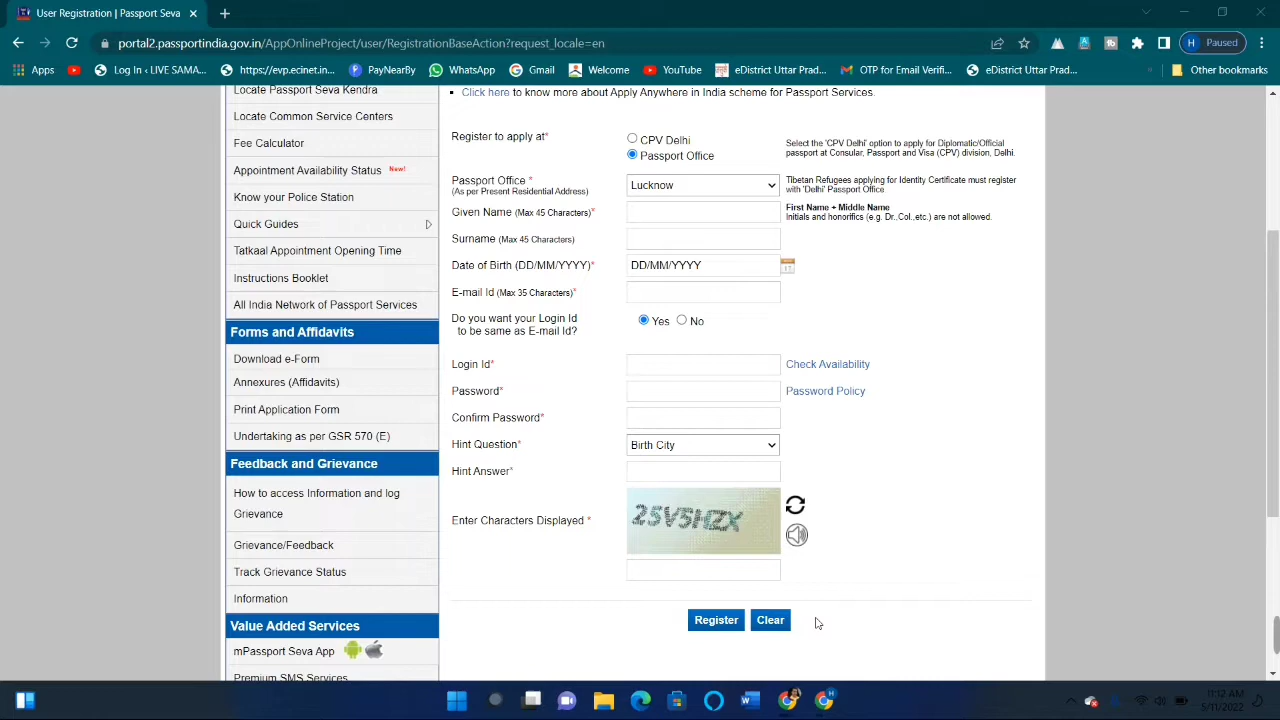 User Registration | Passport Seva
portal2.passportindia.gov.in/AppOnlineProject/user/RegistrationBaseAction?request_locale=en
Paused
Apps
Log In ‹ LIVE SAMA...
https://evp.ecinet.in...
PayNearBy
WhatsApp
Gmail
Welcome
YouTube
eDistrict Uttar Prad...
OTP for Email Verifi...
eDistrict Uttar Prad...
Other bookmarks
Locate Passport Seva Kendra
Locate Common Service Centers
Fee Calculator
Appointment Availability Status New!
Know your Police Station
Quick Guides
Tatkaal Appointment Opening Time
Instructions Booklet
All India Network of Passport Services
Forms and Affidavits
Download e-Form
Annexures (Affidavits)
Print Application Form
Undertaking as per GSR 570 (E)
Feedback and Grievance
How to access Information and log
Grievance
Grievance/Feedback
Track Grievance Status
Information
Value Added Services
mPassport Seva App
Premium SMS Services
Click here to know more about Apply Anywhere in India scheme for Passport Services.
Register to apply at*
CPV Delhi
Passport Office
Select the 'CPV Delhi' option to apply for Diplomatic/Official
passport at Consular, Passport and Visa (CPV) division, Delhi.
Passport Office *
(As per Present Residential Address)
Lucknow
Tibetan Refugees applying for Identity Certificate must register
with 'Delhi' Passport Office
Given Name (Max 45 Characters)*
First Name + Middle Name
Initials and honorifics (e.g. Dr.,Col.,etc.) are not allowed.
Surname (Max 45 Characters)
Date of Birth (DD/MM/YYYY)*
DD/MM/YYYY
E-mail Id (Max 35 Characters)*
Do you want your Login Id
to be same as E-mail Id?
Yes No
Login Id*
Check Availability
Password*
Password Policy
Confirm Password*
Hint Question*
Birth City
Hint Answer*
Enter Characters Displayed *
25V5HZX
Register Clear
11:12 AM
5/11/2022